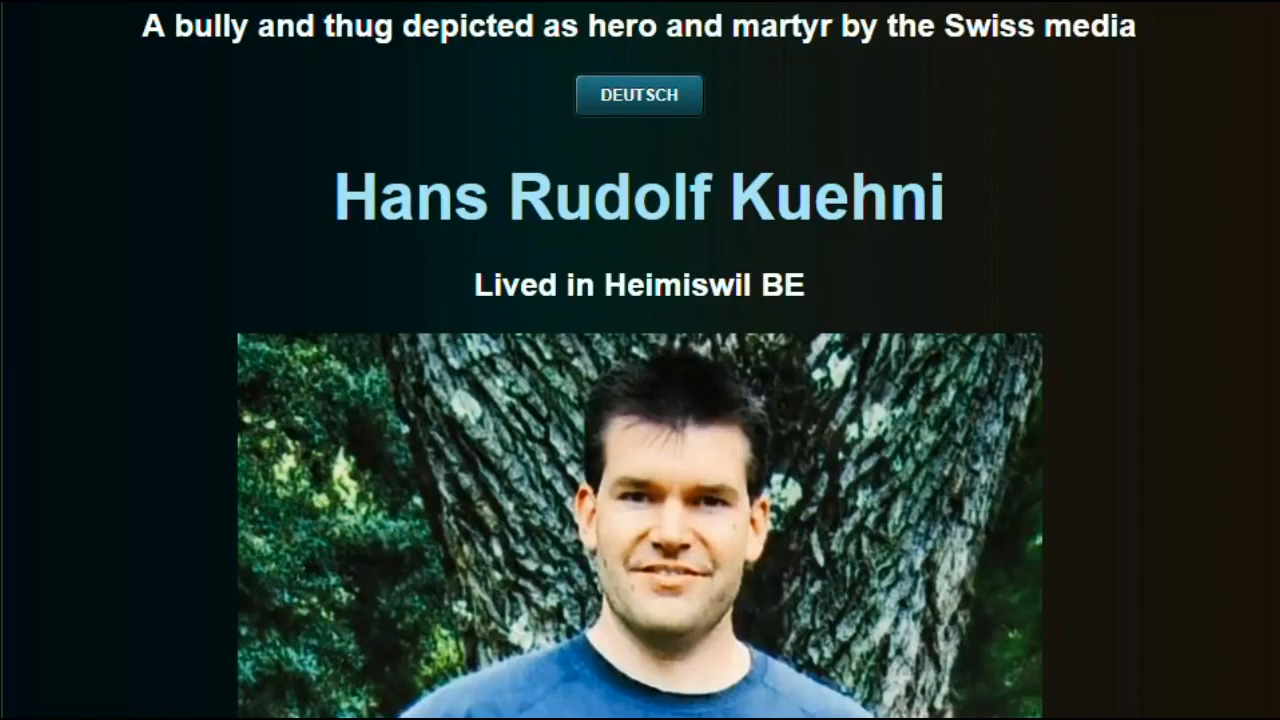 A bully and thug depicted as hero and martyr by the Swiss media
DEUTSCH
Hans Rudolf Kuehni
Lived in Heimiswil BE